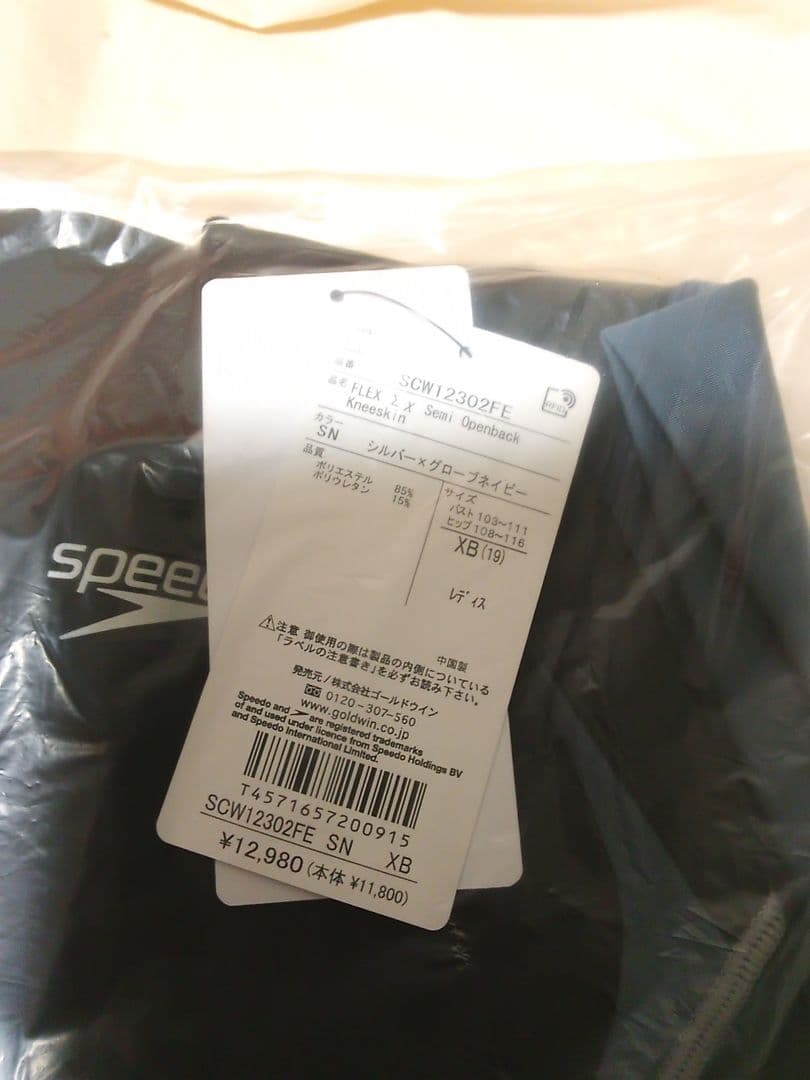 speed
品番 SCW12302FE
RFID
品名 FLEX Σ χ Semi Openback
Kneeskin
カラー
SN シルバー×グローブネイビー
品質
ポリエステル 85%
ポリウレタン 15%
サイズ
バスト 103~111
ヒップ 108~116
XB (19)
レディス
中国製
⚠注意 御使用の際は製品の内側についている
「ラベルの注意書き」を必ずお読み下さい。
発売元/株式会社ゴールドウイン
0120-307-560
www.goldwin.co.jp
Speedo and are registered trademarks
of and used under licence from Speedo Holdings BV
and Speedo International Limited.
T4571657200915
SCW12302FE SN XB
¥12,980 (本体 ¥11,800)